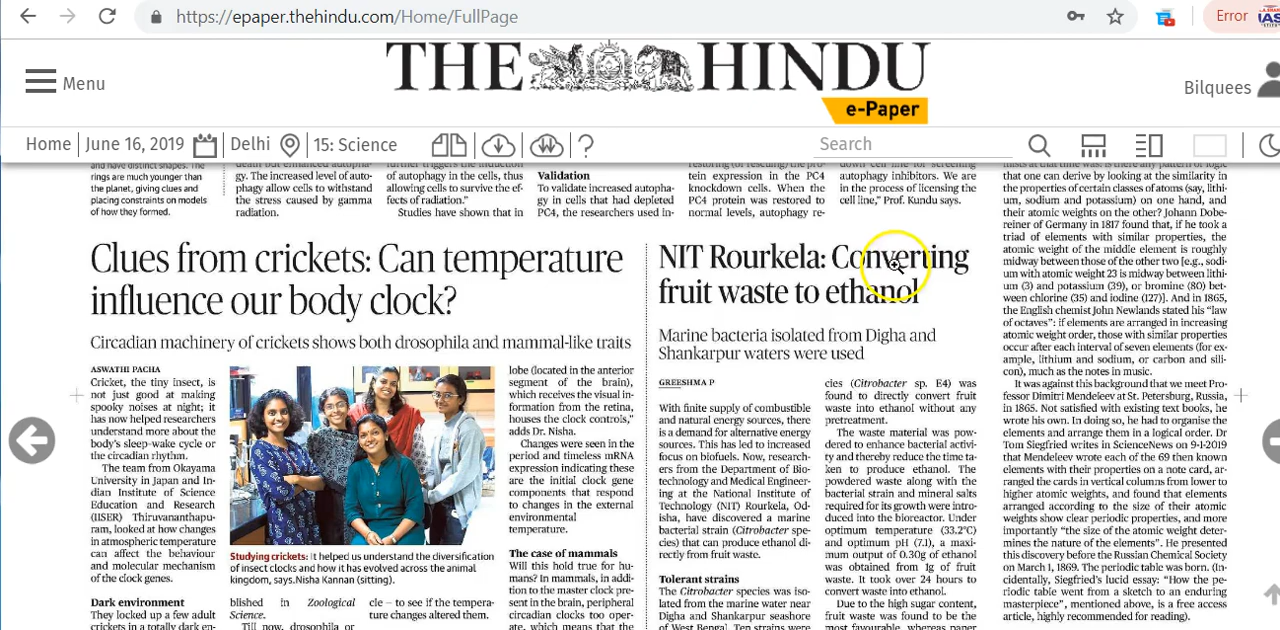 https://epaper.thehindu.com/Home/FullPage
Error
THE HINDU
e-Paper
Menu
Bilquees
Home
June 16, 2019
Delhi
15: Science
?
Search
and have distinct shapes. The
rings are much younger than
the planet, giving clues and
placing constraints on models
of how they formed.
gy. The increased level of auto-
phagy allow cells to withstand
the stress caused by gamma
radiation.
further triggers the induction
of autophagy in the cells, thus
allowing cells to survive the ef-
fects of radiation."
Studies have shown that in
Validation
To validate increased autopha-
gy in cells that had depleted
PC4, the researchers used in-
restoring (or rescuing) the pro-
tein expression in the PC4
knockdown cells. When the
PC4 protein was restored to
normal levels, autophagy re-
down cell line for screening
autophagy inhibitors. We are
in the process of licensing the
cell line," Prof. Kundu says.
Clues from crickets: Can temperature
influence our body clock?
Circadian machinery of crickets shows both drosophila and mammal-like traits
ASWATHI PACHA
Cricket, the tiny insect, is
not just good at making
spooky noises at night; it
has now helped researchers
understand more about the
body's sleep-wake cycle or
the circadian rhythm.
The team from Okayama
University in Japan and In-
dian Institute of Science
Education and Research
(IISER) Thiruvananthapu-
ram, looked at how changes
in atmospheric temperature
can affect the behaviour
and molecular mechanism
of the clock genes.
Dark environment
They locked up a few adult
crickets in a totally dark en-
Studying crickets: It helped us understand the diversification
of insect clocks and how it has evolved across the animal
kingdom, says.Nisha Kannan (sitting).
blished in Zoological
Science.
Till now, drosophila or
cle – to see if the tempera-
ture changes altered them.
lobe (located in the anterior
segment of the brain),
which receives the visual in-
formation from the retina,
houses the clock controls,"
adds Dr. Nisha.
Changes were seen in the
period and timeless mRNA
expression indicating these
are the initial clock gene
components that respond
to changes in the external
environmental
temperature.
The case of mammals
Will this hold true for hu-
mans? In mammals, in addi-
tion to the master clock pre-
sent in the brain, peripheral
circadian clocks too oper-
ate, which means that the
NIT Rourkela: Converting
fruit waste to ethanol
Marine bacteria isolated from Digha and
Shankarpur waters were used
GREESHMA P
With finite supply of combustible
and natural energy sources, there
is a demand for alternative energy
sources. This has led to increased
focus on biofuels. Now, research-
ers from the Department of Bio-
technology and Medical Engineer-
ing at the National Institute of
Technology (NIT) Rourkela, Od-
isha, have discovered a marine
bacterial strain (Citrobacter spe-
cies) that can produce ethanol di-
rectly from fruit waste.
Tolerant strains
The Citrobacter species was iso-
lated from the marine water near
Digha and Shankarpur seashore
of West Bengal. Ten strains were
cies (Citrobacter sp. E4) was
found to directly convert fruit
waste into ethanol without any
pretreatment.
The waste material was pow-
dered to enhance bacterial activi-
ty and thereby reduce the time ta-
ken to produce ethanol. The
powdered waste along with the
bacterial strain and mineral salts
required for its growth were intro-
duced into the bioreactor. Under
optimum temperature (33.2°C)
and optimum pH (7.1), a maxi-
mum output of 0.30g of ethanol
was obtained from 1g of fruit
waste. It took over 24 hours to
convert waste into ethanol.
Due to the high sugar content,
fruit waste was found to be the
most favourable, whereas paper
that one can derive by looking at the similarity in
the properties of certain classes of atoms (say, lithi-
um, sodium and potassium) on one hand, and
their atomic weights on the other? Johann Dobe-
reiner of Germany in 1817 found that, if he took a
triad of elements with similar properties, the
atomic weight of the middle element is roughly
midway between those of the other two [e.g., sodi-
um with atomic weight 23 is midway between lithi-
um (3) and potassium (39), or bromine (80) bet-
ween chlorine (35) and iodine (127)]. And in 1865,
the English chemist John Newlands stated his "law
of octaves": if elements are arranged in increasing
atomic weight order, those with similar properties
occur after each interval of seven elements (for ex-
ample, lithium and sodium, or carbon and sili-
con), much as the notes in music.
It was against this background that we meet Pro-
fessor Dimitri Mendeleev at St. Petersburg, Russia,
in 1865. Not satisfied with existing text books, he
wrote his own. In doing so, he had to organise the
elements and arrange them in a logical order. Dr
Tom Siegfried writes in ScienceNews on 9-1-2019
that Mendeleev wrote each of the 69 then known
elements with their properties on a note card, ar-
ranged the cards in vertical columns from lower to
higher atomic weights, and found that elements
arranged according to the size of their atomic
weights show clear periodic properties, and more
importantly "the size of the atomic weight deter-
mines the nature of the elements". He presented
this discovery before the Russian Chemical Society
on March 1, 1869. The periodic table was born. (In-
cidentally, Siegfried's lucid essay: "How the pe-
riodic table went from a sketch to an enduring
masterpiece", mentioned above, is a free access
article, highly recommended for reading).